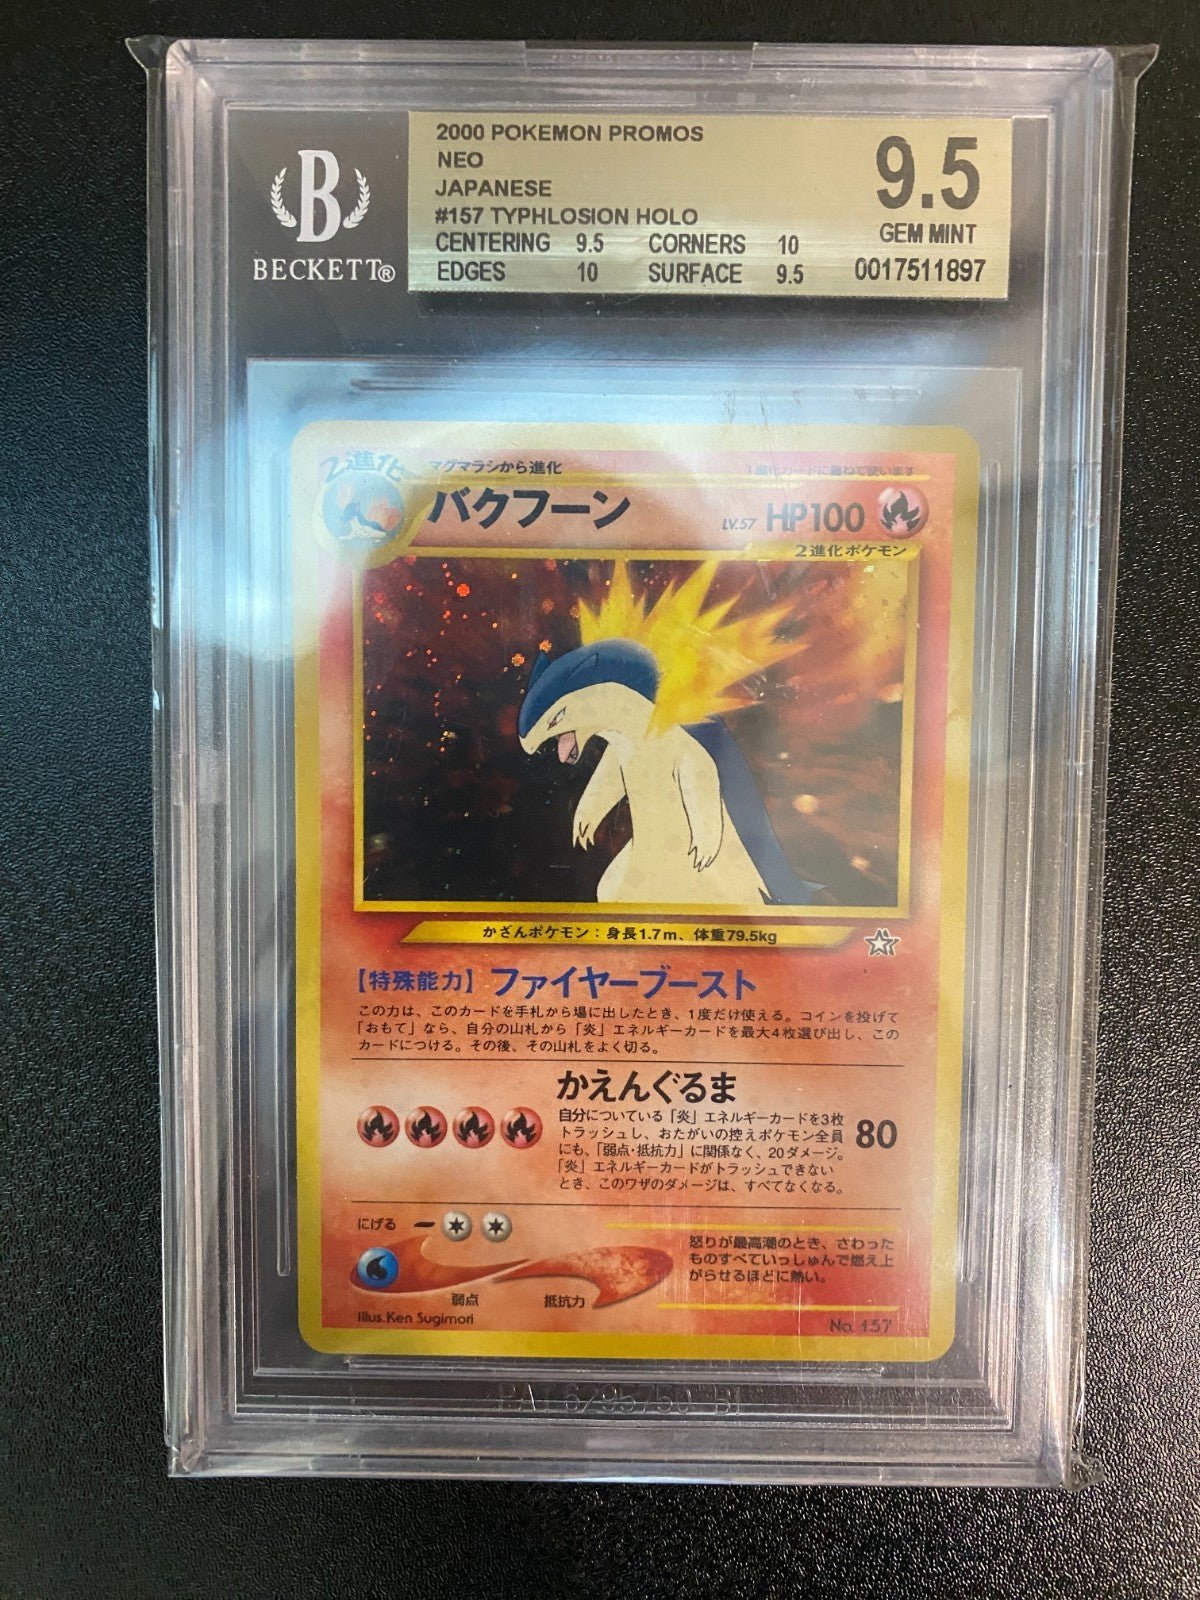 B
BECKETT®
2000 POKEMON PROMOS
NEO
JAPANESE
#157 TYPHLOSION HOLO
CENTERING 9.5 CORNERS 10
EDGES 10 SURFACE 9.5
9.5
GEM MINT
0017511897
2進化
マグマラシから進化
1進化カードに重ねて使います
バクフーン
LV.57 HP100
2進化ポケモン
かざんポケモン：身長1.7m、体重79.5kg
【特殊能力】ファイヤーブースト
この力は、このカードを手札から場に出したとき、1度だけ使える。コインを投げて
「おもて」なら、自分の山札から「炎」エネルギーカードを最大4枚選び出し、この
カードにつける。その後、その山札をよく切る。
かえんぐるま
自分についている「炎」エネルギーカードを3枚
トラッシュし、おたがいの控えポケモン全員
にも、「弱点・抵抗力」に関係なく、20ダメージ。
「炎」エネルギーカードがトラッシュできない
とき、このワザのダメージは、すべてなくなる。
80
にげる
弱点
抵抗力
怒りが最高潮のとき、さわった
ものすべていっしゅんで燃え上
がらせるほどに熱い。
Illus.Ken Sugimori
No. 157